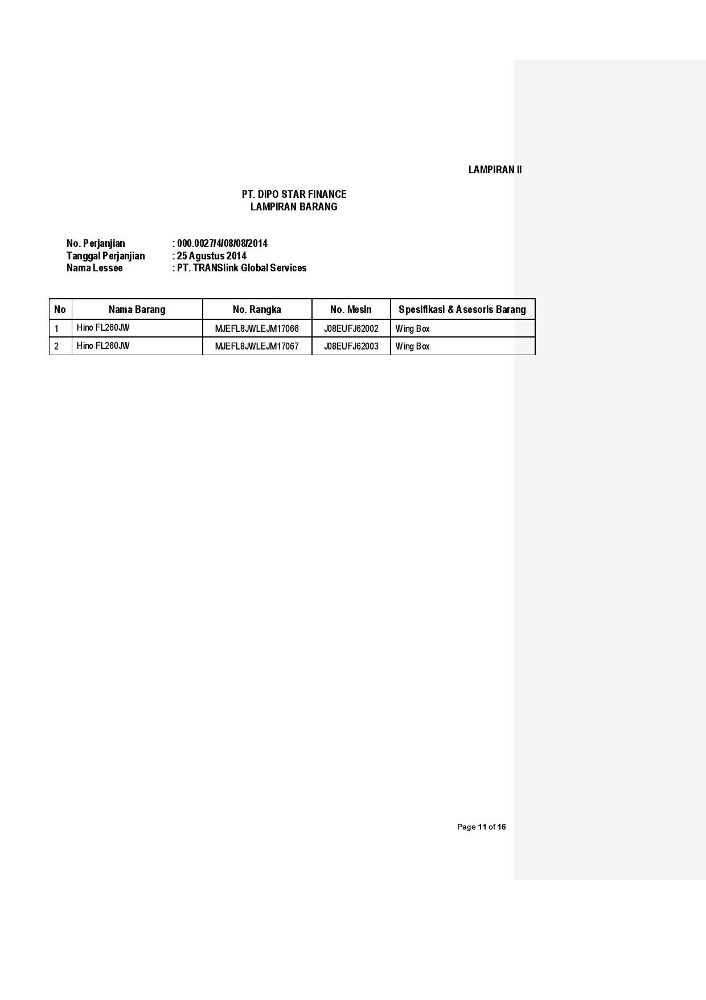 LAMPIRAN II
PT. DIPO STAR FINANCE
LAMPIRAN BARANG
No. Perjanjian : 000.0027/4/08/08/2014
Tanggal Perjanjian : 25 Agustus 2014
Nama Lessee : PT. TRANSlink Global Services
No Nama Barang No. Rangka No. Mesin Spesifikasi & Asesoris Barang
1 Hino FL260JW MJEFL8JWLEJM17066 J08EUFJ62002 Wing Box
2 Hino FL260JW MJEFL8JWLEJM17067 J08EUFJ62003 Wing Box
Page 11 of 16